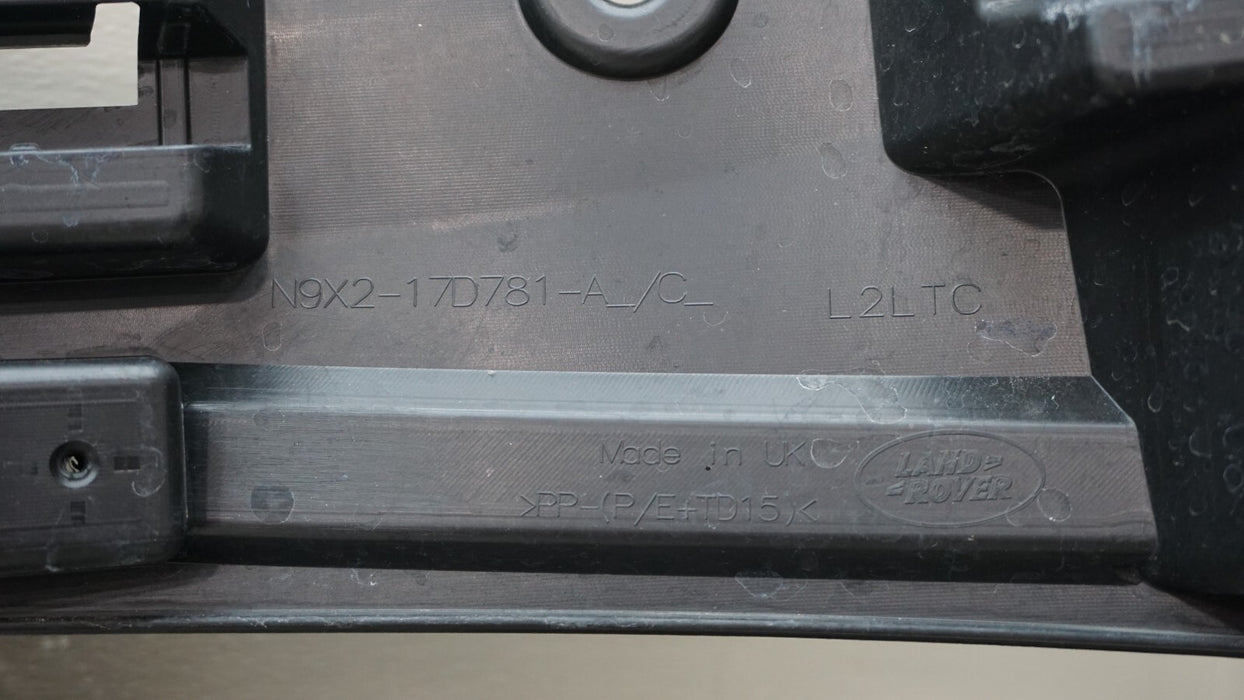 N9X2-17D781-A_/C_
L2LTC
Made in UK
>PP-(P/E+TD15)<
LAND-
-ROVER